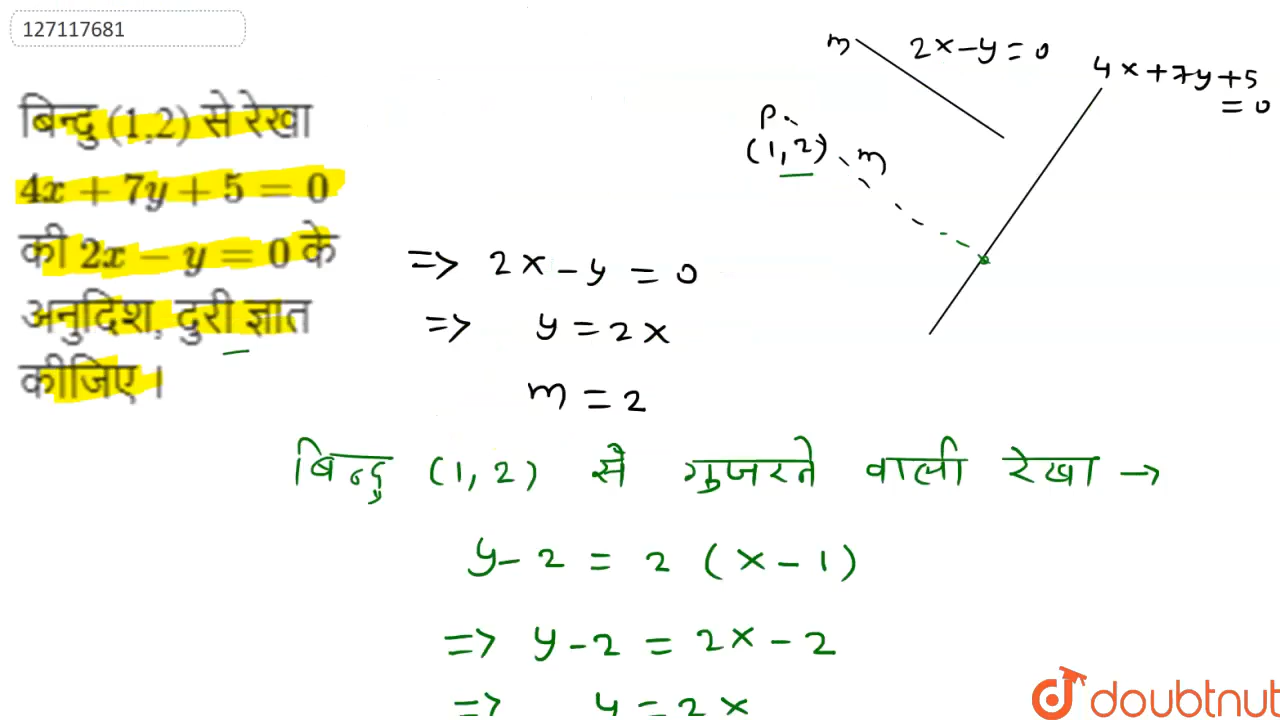 127117681
बिन्दु (1,2) से रेखा
4x + 7y + 5 = 0
की 2x − y = 0 के
अनुदिश, दुरी ज्ञात
कीजिए ।
m 2x-y=0
4x+7y+5
=0
P.
(1,2) m
=> 2x-y=0
=> y=2x
m=2
बिन्दु (1,2) से गुजरने वाली रेखा →
y-2=2(x-1)
=> y-2=2x-2
=> y=2x
doubtnut